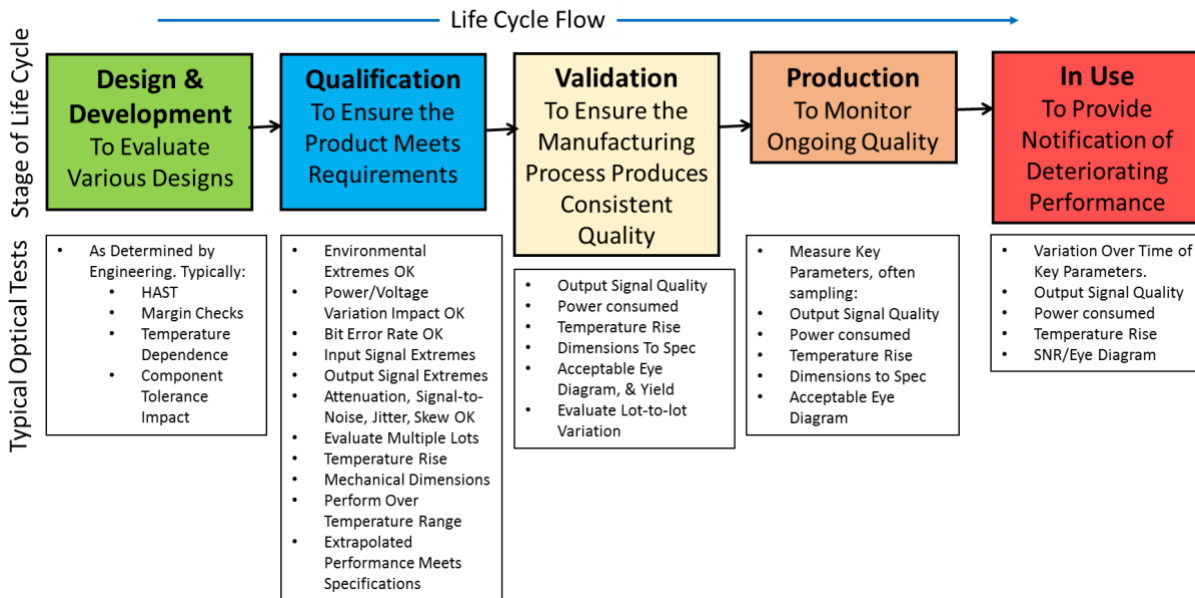 Life Cycle Flow
Stage of Life Cycle
Design &
Development
To Evaluate
Various Designs
Qualification
To Ensure the
Product Meets
Requirements
Validation
To Ensure the
Manufacturing
Process Produces
Consistent
Quality
Production
To Monitor
Ongoing Quality
In Use
To Provide
Notification of
Deteriorating
Performance
Typical Optical Tests
• As Determined by
Engineering. Typically:
• HAST
• Margin Checks
• Temperature
Dependence
• Component
Tolerance
Impact
• Environmental
Extremes OK
• Power/Voltage
Variation Impact OK
• Bit Error Rate OK
• Input Signal Extremes
• Output Signal Extremes
• Attenuation, Signal-to-
Noise, Jitter, Skew OK
• Evaluate Multiple Lots
• Temperature Rise
• Mechanical Dimensions
• Perform Over
Temperature Range
• Extrapolated
Performance Meets
Specifications
• Output Signal Quality
• Power consumed
• Temperature Rise
• Dimensions To Spec
• Acceptable Eye
Diagram, & Yield
• Evaluate Lot-to-lot
Variation
• Measure Key
Parameters, often
sampling:
• Output Signal Quality
• Power consumed
• Temperature Rise
• Dimensions to Spec
• Acceptable Eye
Diagram
• Variation Over Time of
Key Parameters.
• Output Signal Quality
• Power consumed
• Temperature Rise
• SNR/Eye Diagram